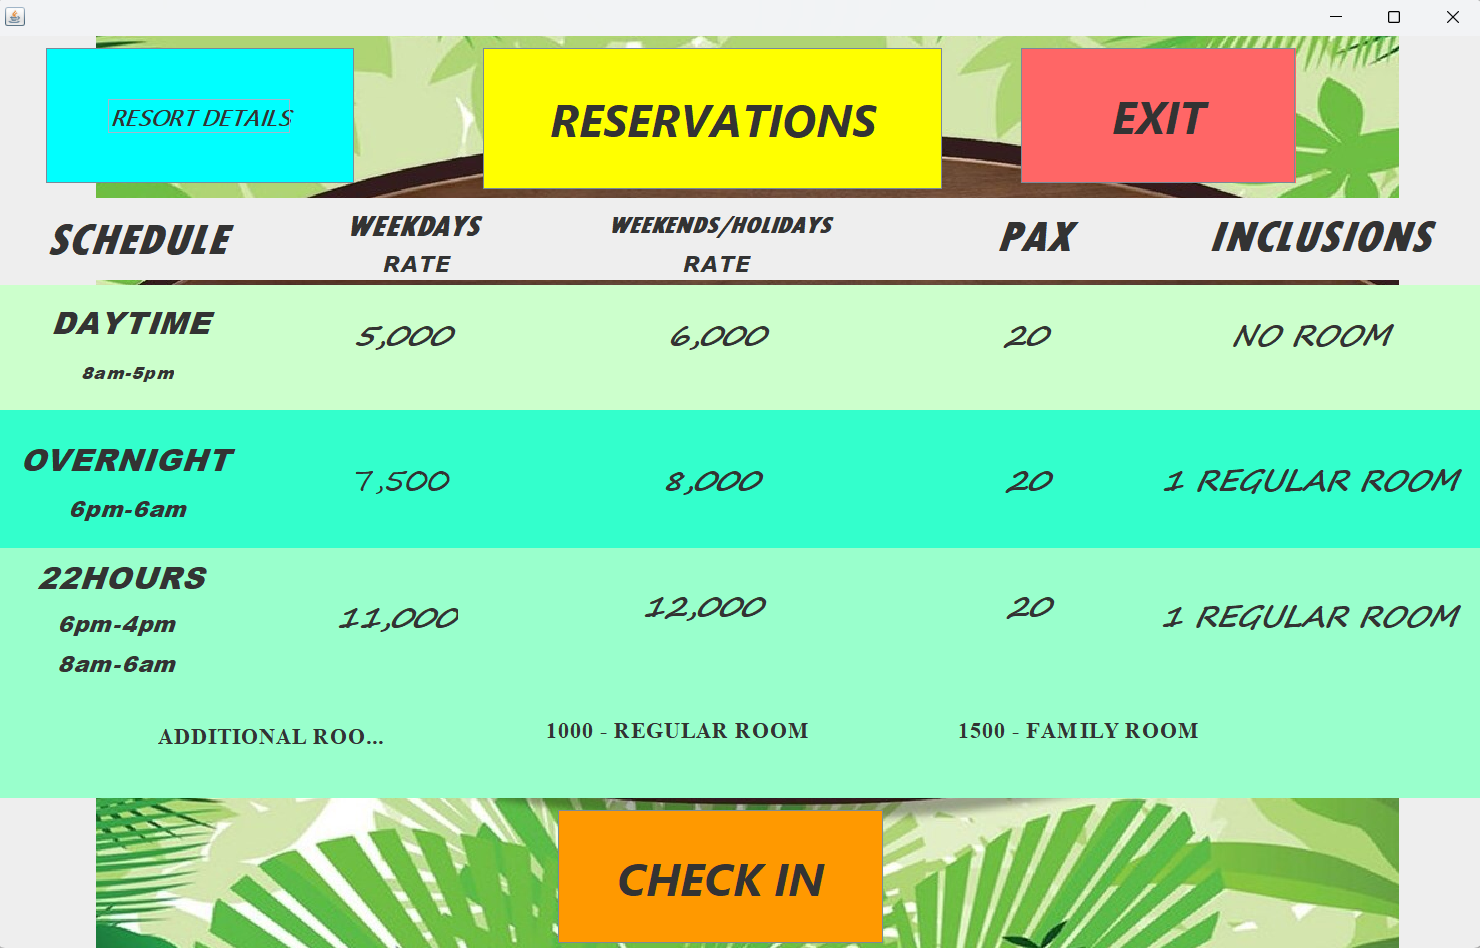 RESORT DETAILS
RESERVATIONS
EXIT
SCHEDULE
WEEKDAYS
RATE
WEEKENDS/HOLIDAYS
RATE
PAX
INCLUSIONS
DAYTIME
8am-5pm
5,000
6,000
20
NO ROOM
OVERNIGHT
6pm-6am
7,500
8,000
20
1 REGULAR ROOM
22HOURS
6pm-4pm
8am-6am
11,000
12,000
20
1 REGULAR ROOM
ADDITIONAL ROO...
1000 - REGULAR ROOM
1500 - FAMILY ROOM
CHECK IN